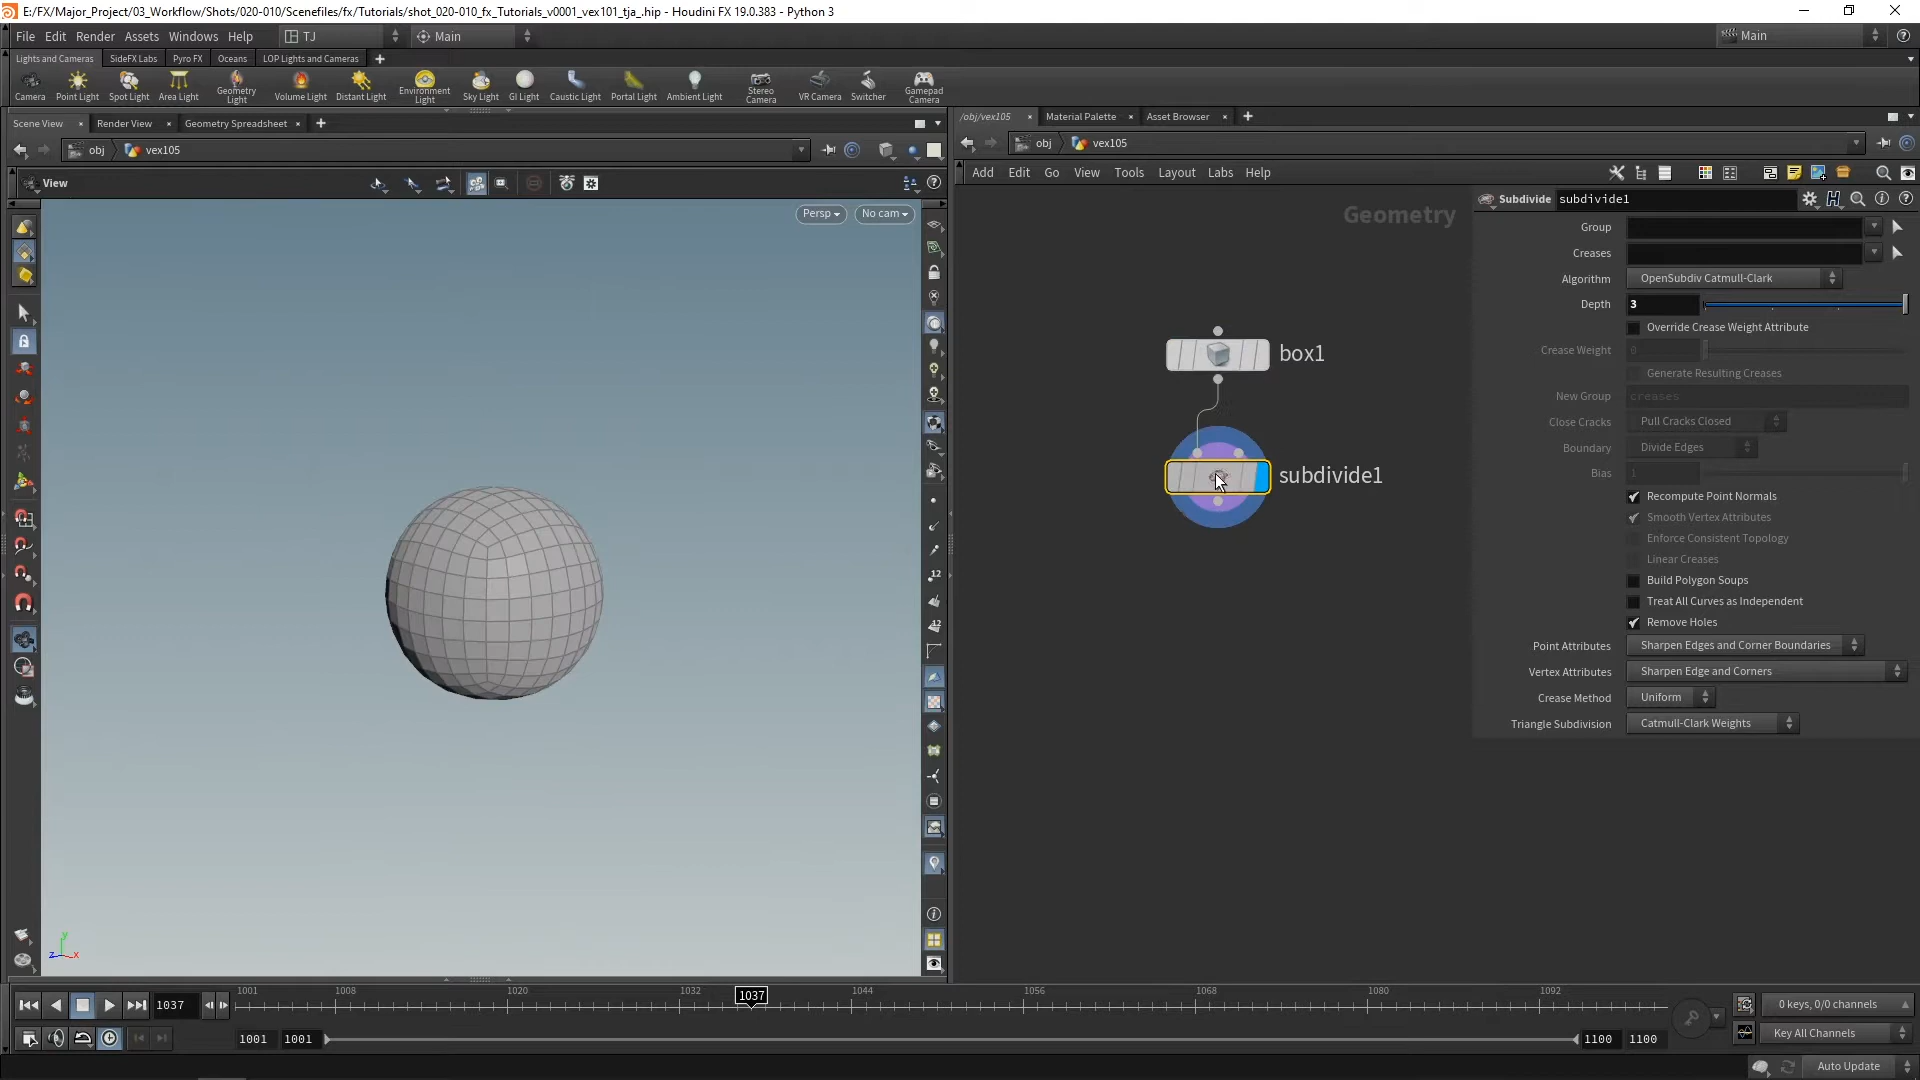 E:/FX/Major_Project/03_Workflow/Shots/020-010/Scenefiles/fx/Tutorials/shot_020-010_fx_Tutorials_v0001_vex101_tja_.hip - Houdini FX 19.0.383 - Python 3
File Edit Render Assets Windows Help TJ Main Main
Lights and Cameras SideFX Labs Pyro FX Oceans LOP Lights and Cameras
Camera Point Light Spot Light Area Light Geometry Light Volume Light Distant Light Environment Light Sky Light GI Light Caustic Light Portal Light Ambient Light Stereo Camera VR Camera Switcher Gamepad Camera
Scene View Render View Geometry Spreadsheet
/obj/vex105 Material Palette Asset Browser
obj vex105
obj vex105
View
Add Edit Go View Tools Layout Labs Help
Persp No cam
Geometry
box1
subdivide1
Subdivide subdivide1
Group
Creases
Algorithm OpenSubdiv Catmull-Clark
Depth 3
Override Crease Weight Attribute
Crease Weight 0
Generate Resulting Creases
New Group creases
Close Cracks Pull Cracks Closed
Boundary Divide Edges
Bias 1
Recompute Point Normals
Smooth Vertex Attributes
Enforce Consistent Topology
Linear Creases
Build Polygon Soups
Treat All Curves as Independent
Remove Holes
Point Attributes Sharpen Edges and Corner Boundaries
Vertex Attributes Sharpen Edge and Corners
Crease Method Uniform
Triangle Subdivision Catmull-Clark Weights
12
12
y
z x
1037 1001 1008 1020 1032 1037 1044 1056 1068 1080 1092 0 keys, 0/0 channels
1001 1001 1100 1100 Key All Channels
Auto Update